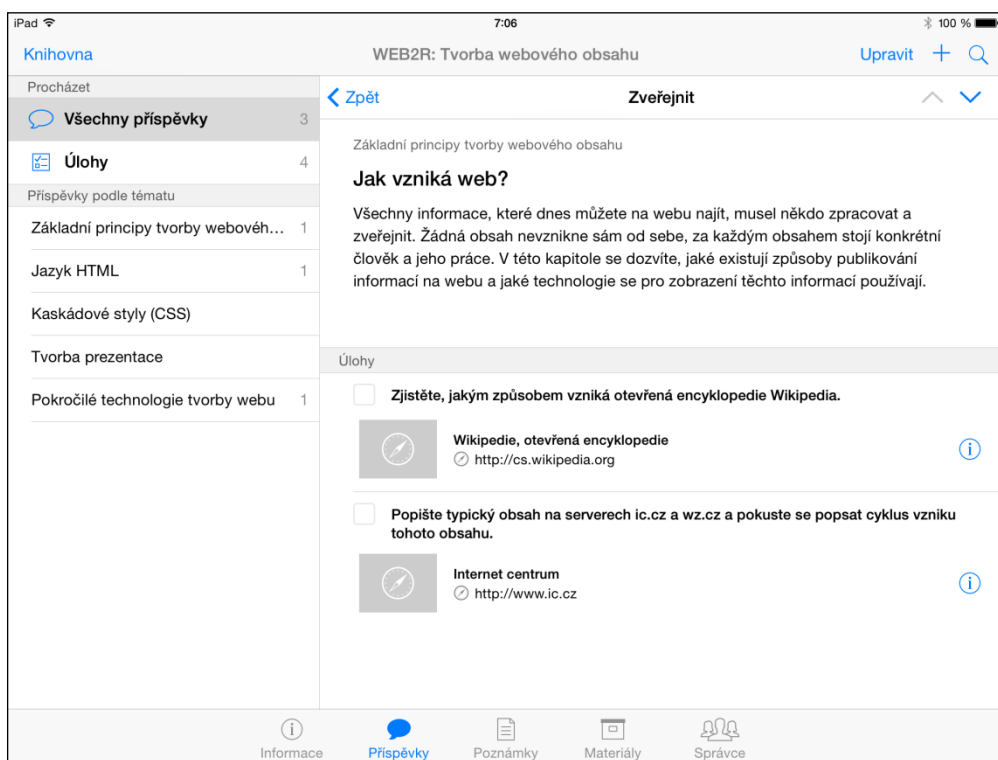 iPad 7:06 100 %
Knihovna WEB2R: Tvorba webového obsahu Upravit
Procházet
Všechny příspěvky 3
Úlohy 4
Příspěvky podle tématu
Základní principy tvorby webovéh… 1
Jazyk HTML 1
Kaskádové styly (CSS)
Tvorba prezentace
Pokročilé technologie tvorby webu 1
Zpět Zveřejnit
Základní principy tvorby webového obsahu
Jak vzniká web?
Všechny informace, které dnes můžete na webu najít, musel někdo zpracovat a
zveřejnit. Žádná obsah nevznikne sám od sebe, za každým obsahem stojí konkrétní
člověk a jeho práce. V této kapitole se dozvíte, jaké existují způsoby publikování
informací na webu a jaké technologie se pro zobrazení těchto informací používají.
Úlohy
Zjistěte, jakým způsobem vzniká otevřená encyklopedie Wikipedia.
Wikipedie, otevřená encyklopedie
http://cs.wikipedia.org
Popište typický obsah na serverech ic.cz a wz.cz a pokuste se popsat cyklus vzniku
tohoto obsahu.
Internet centrum
http://www.ic.cz
Informace Příspěvky Poznámky Materiály Správce